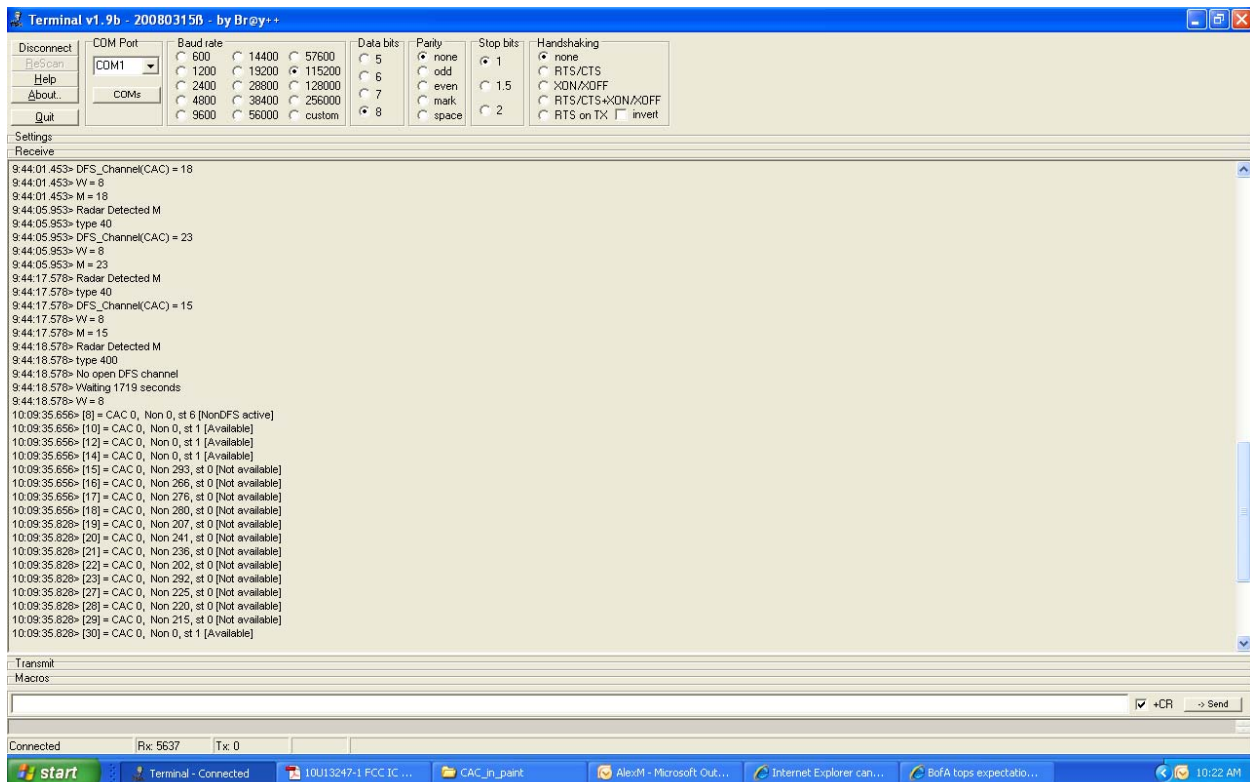 Terminal v1.9b - 20080315ß - by Br@y++
Disconnect
ReScan
Help
About..
Quit
COM Port
COM1
COMs
Baud rate
600 14400 57600
1200 19200 115200
2400 28800 128000
4800 38400 256000
9600 56000 custom
Data bits
5
6
7
8
Parity
none
odd
even
mark
space
Stop bits
1
1.5
2
Handshaking
none
RTS/CTS
XON/XOFF
RTS/CTS+XON/XOFF
RTS on TX invert
Settings
Receive
9:44:01.453> DFS_Channel(CAC) = 18
9:44:01.453> W = 8
9:44:01.453> M = 18
9:44:05.953> Radar Detected M
9:44:05.953> type 40
9:44:05.953> DFS_Channel(CAC) = 23
9:44:05.953> W = 8
9:44:05.953> M = 23
9:44:17.578> Radar Detected M
9:44:17.578> type 40
9:44:17.578> DFS_Channel(CAC) = 15
9:44:17.578> W = 8
9:44:17.578> M = 15
9:44:18.578> Radar Detected M
9:44:18.578> type 400
9:44:18.578> No open DFS channel
9:44:18.578> Waiting 1719 seconds
9:44:18.578> W = 8
10:09:35.656> [8] = CAC 0, Non 0, st 6 [NonDFS active]
10:09:35.656> [10] = CAC 0, Non 0, st 1 [Available]
10:09:35.656> [12] = CAC 0, Non 0, st 1 [Available]
10:09:35.656> [14] = CAC 0, Non 0, st 1 [Available]
10:09:35.656> [15] = CAC 0, Non 293, st 0 [Not available]
10:09:35.656> [16] = CAC 0, Non 266, st 0 [Not available]
10:09:35.656> [17] = CAC 0, Non 276, st 0 [Not available]
10:09:35.656> [18] = CAC 0, Non 280, st 0 [Not available]
10:09:35.828> [19] = CAC 0, Non 207, st 0 [Not available]
10:09:35.828> [20] = CAC 0, Non 241, st 0 [Not available]
10:09:35.828> [21] = CAC 0, Non 236, st 0 [Not available]
10:09:35.828> [22] = CAC 0, Non 202, st 0 [Not available]
10:09:35.828> [23] = CAC 0, Non 292, st 0 [Not available]
10:09:35.828> [27] = CAC 0, Non 225, st 0 [Not available]
10:09:35.828> [28] = CAC 0, Non 220, st 0 [Not available]
10:09:35.828> [29] = CAC 0, Non 215, st 0 [Not available]
10:09:35.828> [30] = CAC 0, Non 0, st 1 [Available]
Transmit
Macros
+CR -> Send
Connected Rx: 5637 Tx: 0
start Terminal - Connected 10U13247-1 FCC IC ... CAC_in_paint AlexM - Microsoft Out... Internet Explorer can... BofA tops expectatio... 10:22 AM